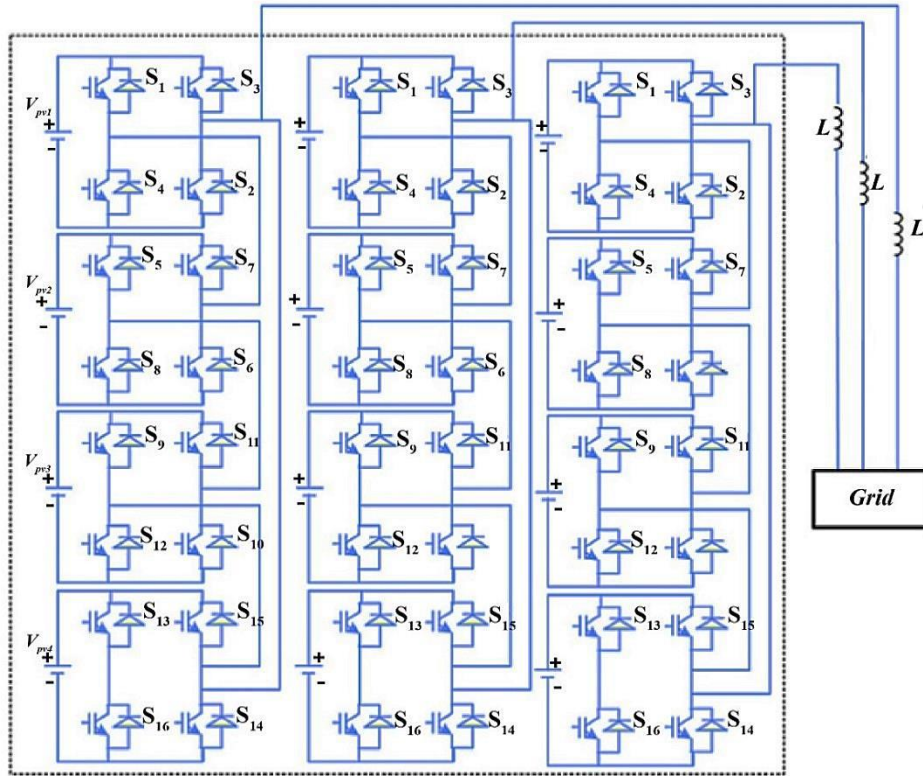 S1 S3 S1 S3 S1 S3
Vpv1 + + +
- - -
L
L
S4 S2 S4 S2 S4 S2
L
S5 S7 S5 S7 S5 S7
Vpv2 + + +
- - -
S8 S6 S8 S6 S8
S9 S11 S9 S11 S9 S11
Vpv3 + + +
- - -
Grid
S12 S10 S12 S12
S13 S15 S13 S15 S13 S15
Vpv4 + + +
- - -
S16 S14 S16 S14 S16 S14